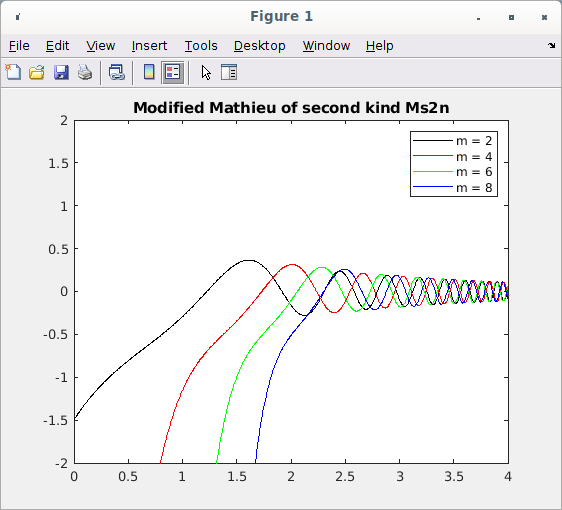 Figure 1
File Edit View Insert Tools Desktop Window Help
Modified Mathieu of second kind Ms2n
2
1.5
1
0.5
0
-0.5
-1
-1.5
-2
m = 2
m = 4
m = 6
m = 8
0 0.5 1 1.5 2 2.5 3 3.5 4